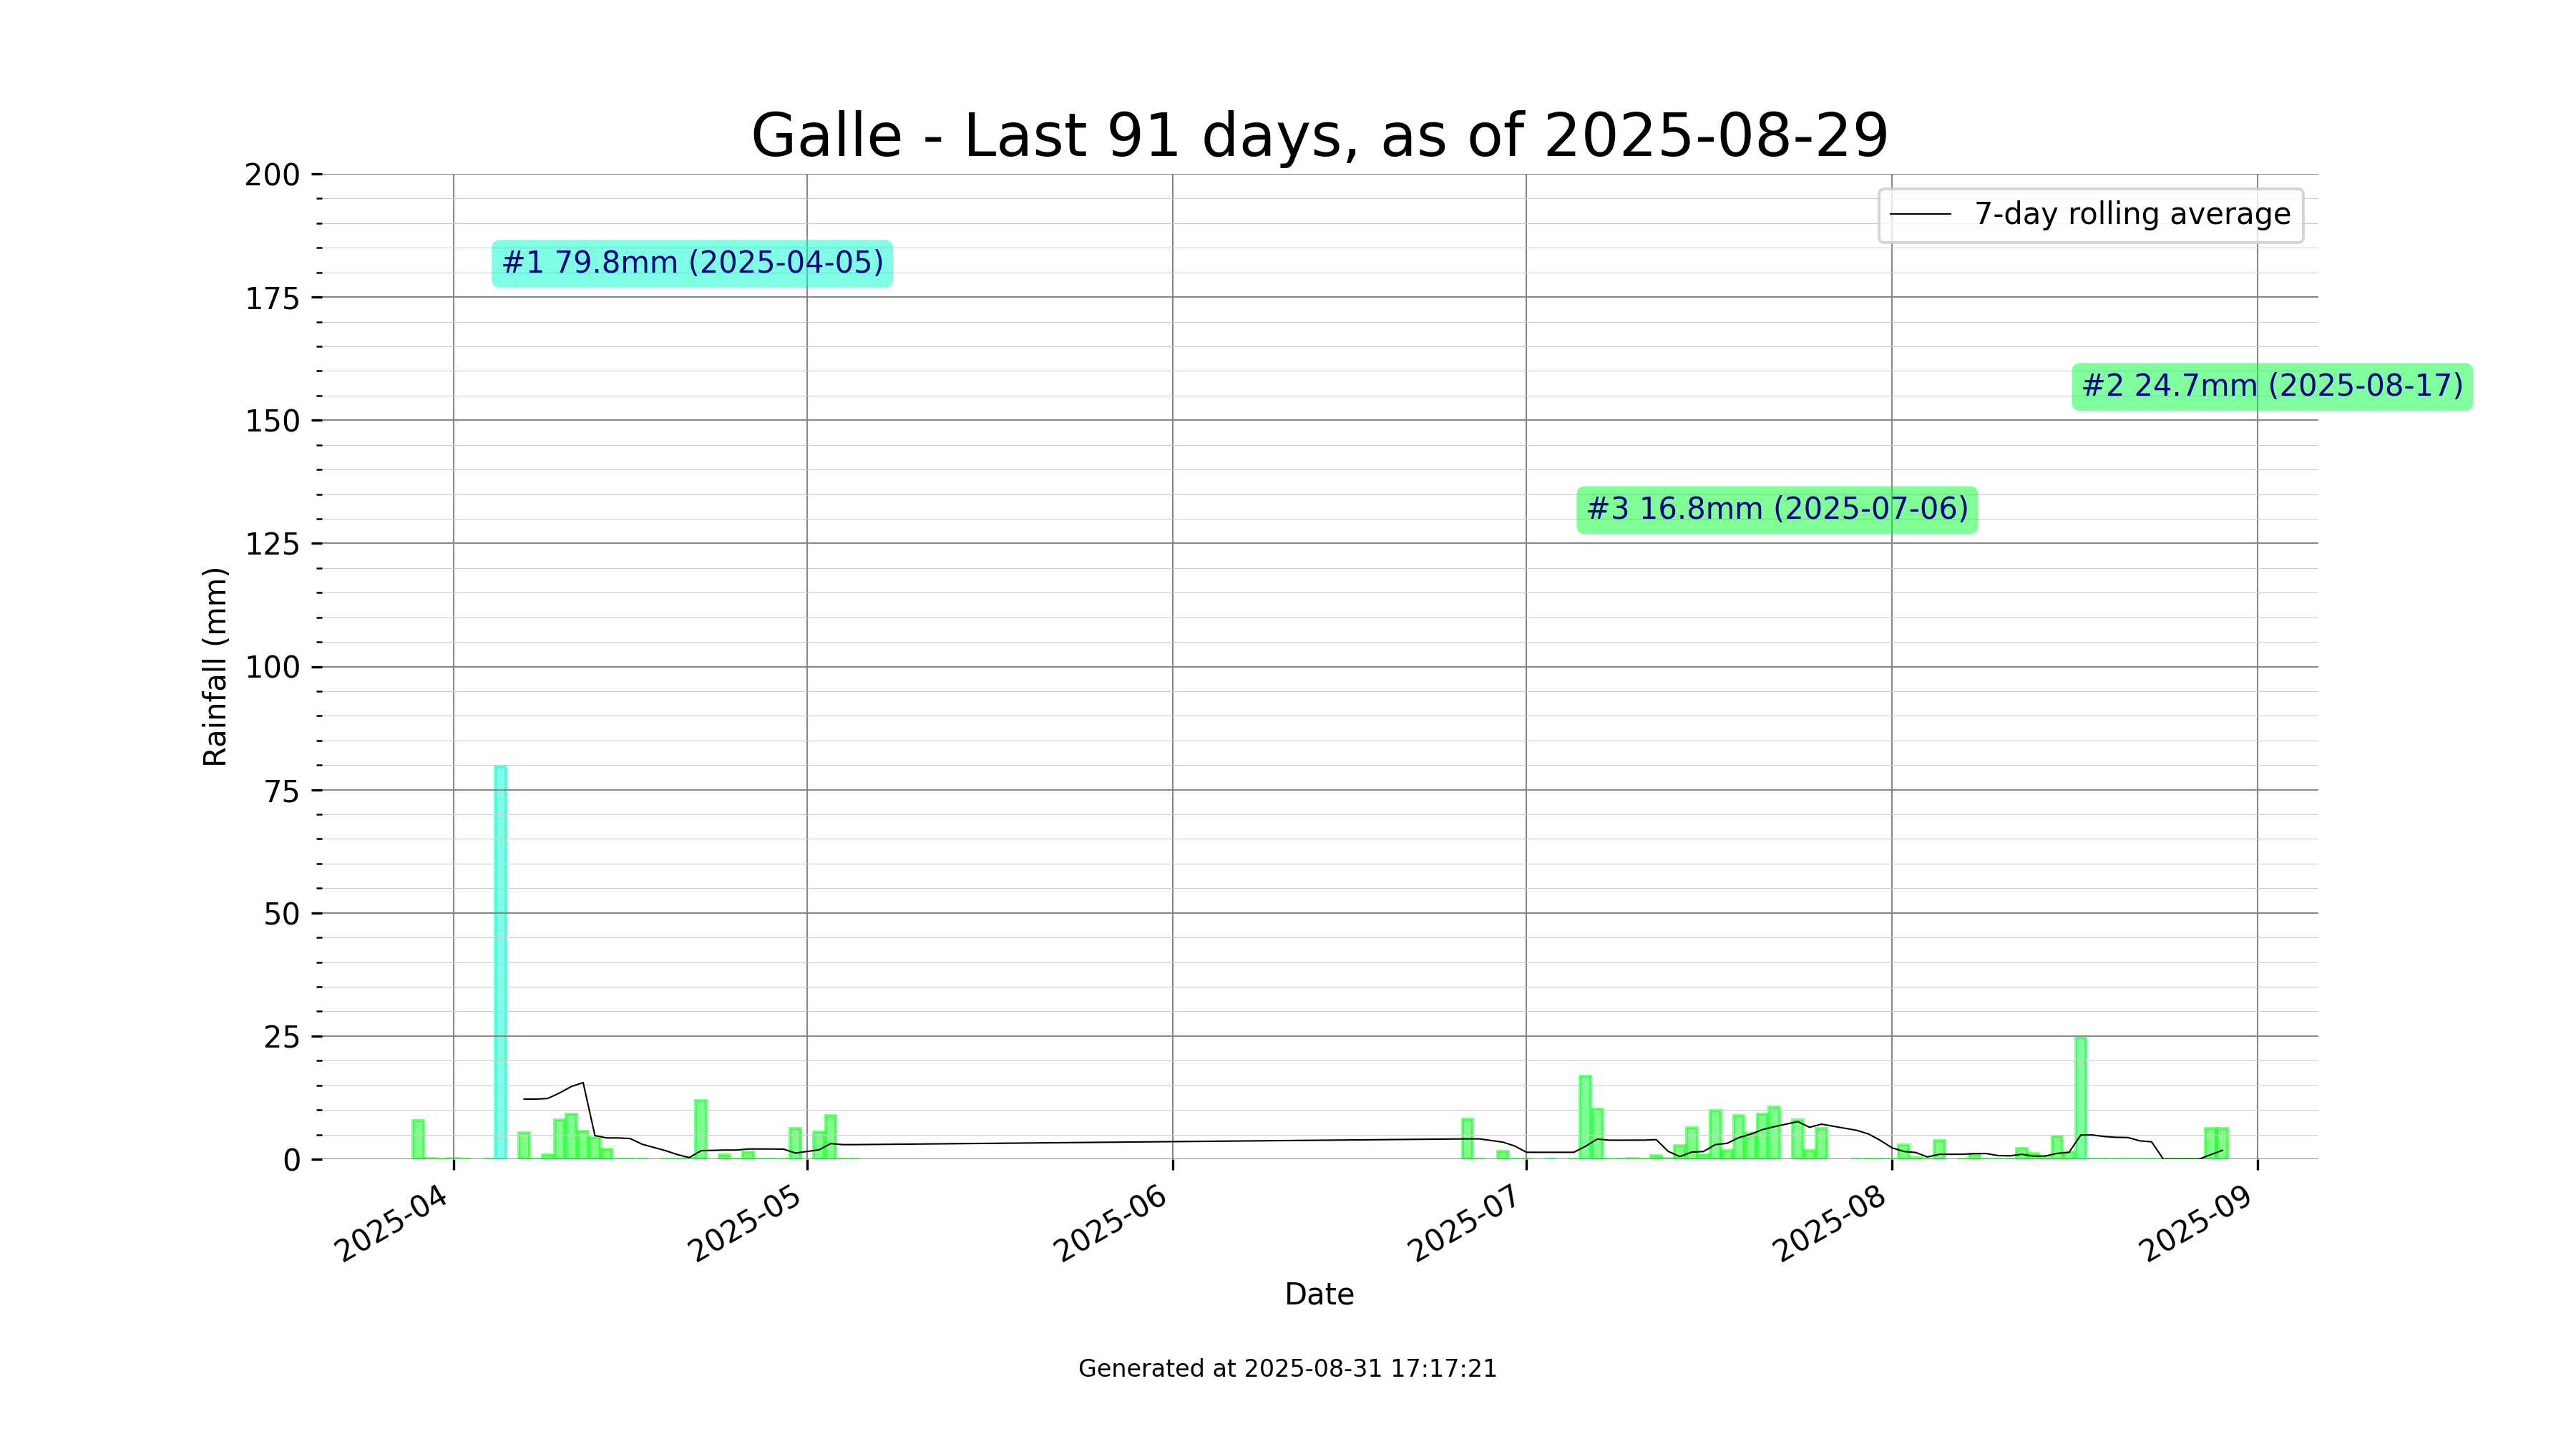 Galle - Last 91 days, as of 2025-08-29
7-day rolling average
#1 79.8mm (2025-04-05)
#2 24.7mm (2025-08-17)
#3 16.8mm (2025-07-06)
Rainfall (mm)
200
175
150
125
100
75
50
25
0
2025-04
2025-05
2025-06
2025-07
2025-08
2025-09
Date
Generated at 2025-08-31 17:17:21